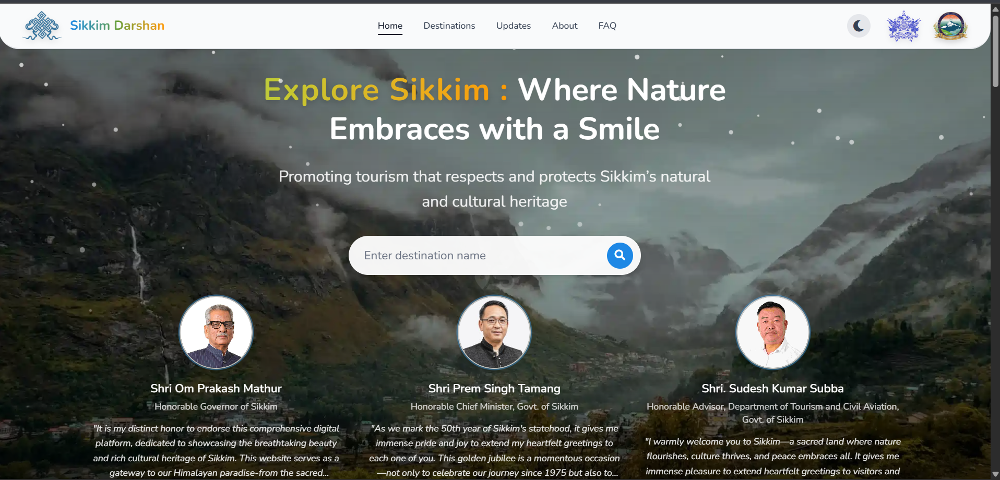 Sikkim Darshan
Home
Destinations
Updates
About
FAQ
Explore Sikkim : Where Nature
Embraces with a Smile
Promoting tourism that respects and protects Sikkim’s natural
and cultural heritage
Enter destination name
Shri Om Prakash Mathur
Honorable Governor of Sikkim
"It is my distinct honor to endorse this comprehensive digital
platform, dedicated to showcasing the breathtaking beauty
and rich cultural heritage of Sikkim. This website serves as a
gateway to our Himalayan paradise-from the sacred...
Shri Prem Singh Tamang
Honorable Chief Minister, Govt. of Sikkim
"As we mark the 50th year of Sikkim's statehood, it gives me
immense pride and joy to extend my heartfelt greetings to
each one of you. This golden jubilee is a momentous occasion
—not only to celebrate our journey since 1975 but also to...
Shri. Sudesh Kumar Subba
Honorable Advisor, Department of Tourism and Civil Aviation,
Govt. of Sikkim
"I warmly welcome you to Sikkim—a sacred land where nature
flourishes, culture thrives, and peace embraces all. It gives me
immense pleasure to extend heartfelt greetings to visitors and